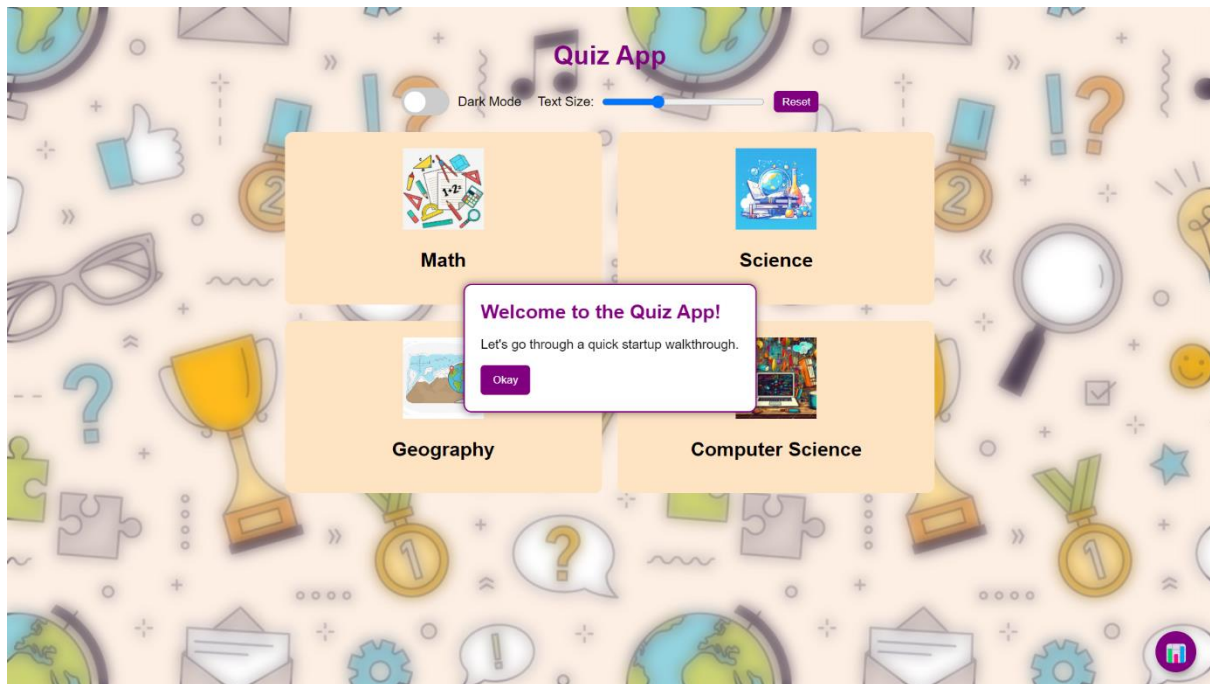 Quiz App
Dark Mode Text Size: Reset
Math
Science
Welcome to the Quiz App!
Let's go through a quick startup walkthrough.
Okay
Geography
Computer Science